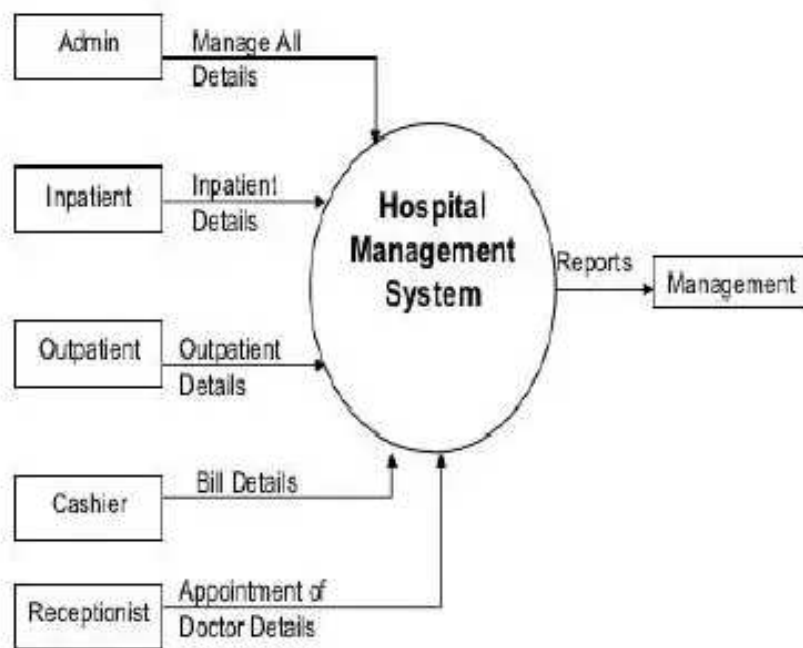 Admin
Manage All
Details
Inpatient
Inpatient
Details
Hospital
Management
System
Reports
Management
Outpatient
Outpatient
Details
Cashier
Bill Details
Receptionist
Appointment of
Doctor Details